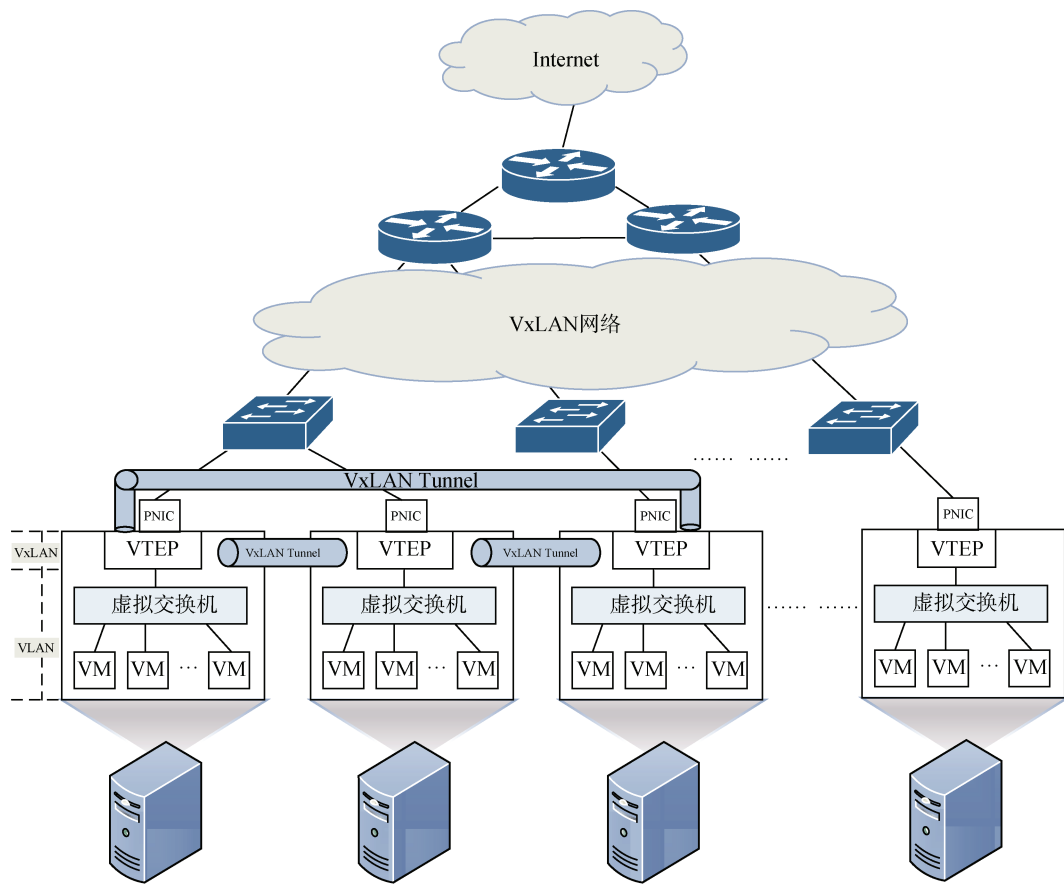 Internet
VxLAN网络
…… ……
VxLAN Tunnel
PNIC
PNIC
PNIC
PNIC
VxLAN
VTEP
VxLAN Tunnel
VTEP
VxLAN Tunnel
VTEP
VTEP
虚拟交换机
虚拟交换机
虚拟交换机
…… ……
虚拟交换机
VLAN
VM VM … VM
VM VM … VM
VM VM … VM
VM VM … VM